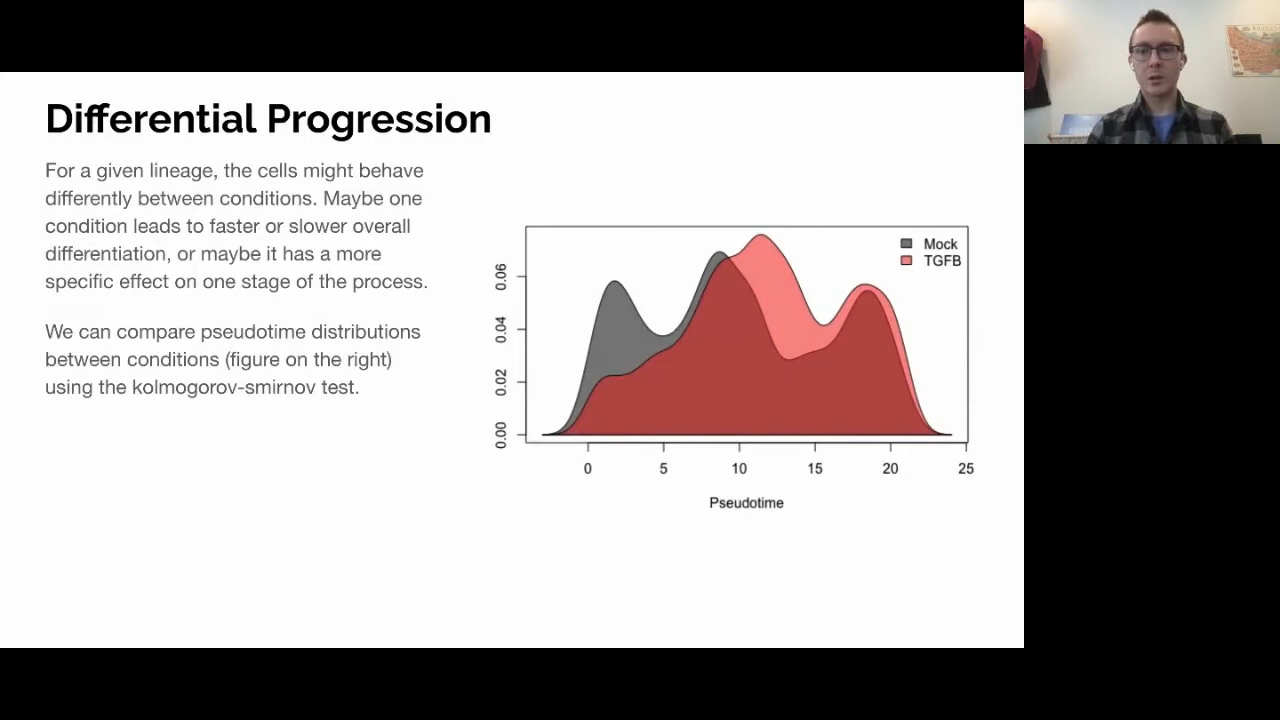 Differential Progression
For a given lineage, the cells might behave
differently between conditions. Maybe one
condition leads to faster or slower overall
differentiation, or maybe it has a more
specific effect on one stage of the process.
We can compare pseudotime distributions
between conditions (figure on the right)
using the kolmogorov-smirnov test.
Mock
TGFB
0.06
0.04
0.02
0.00
0 5 10 15 20 25
Pseudotime